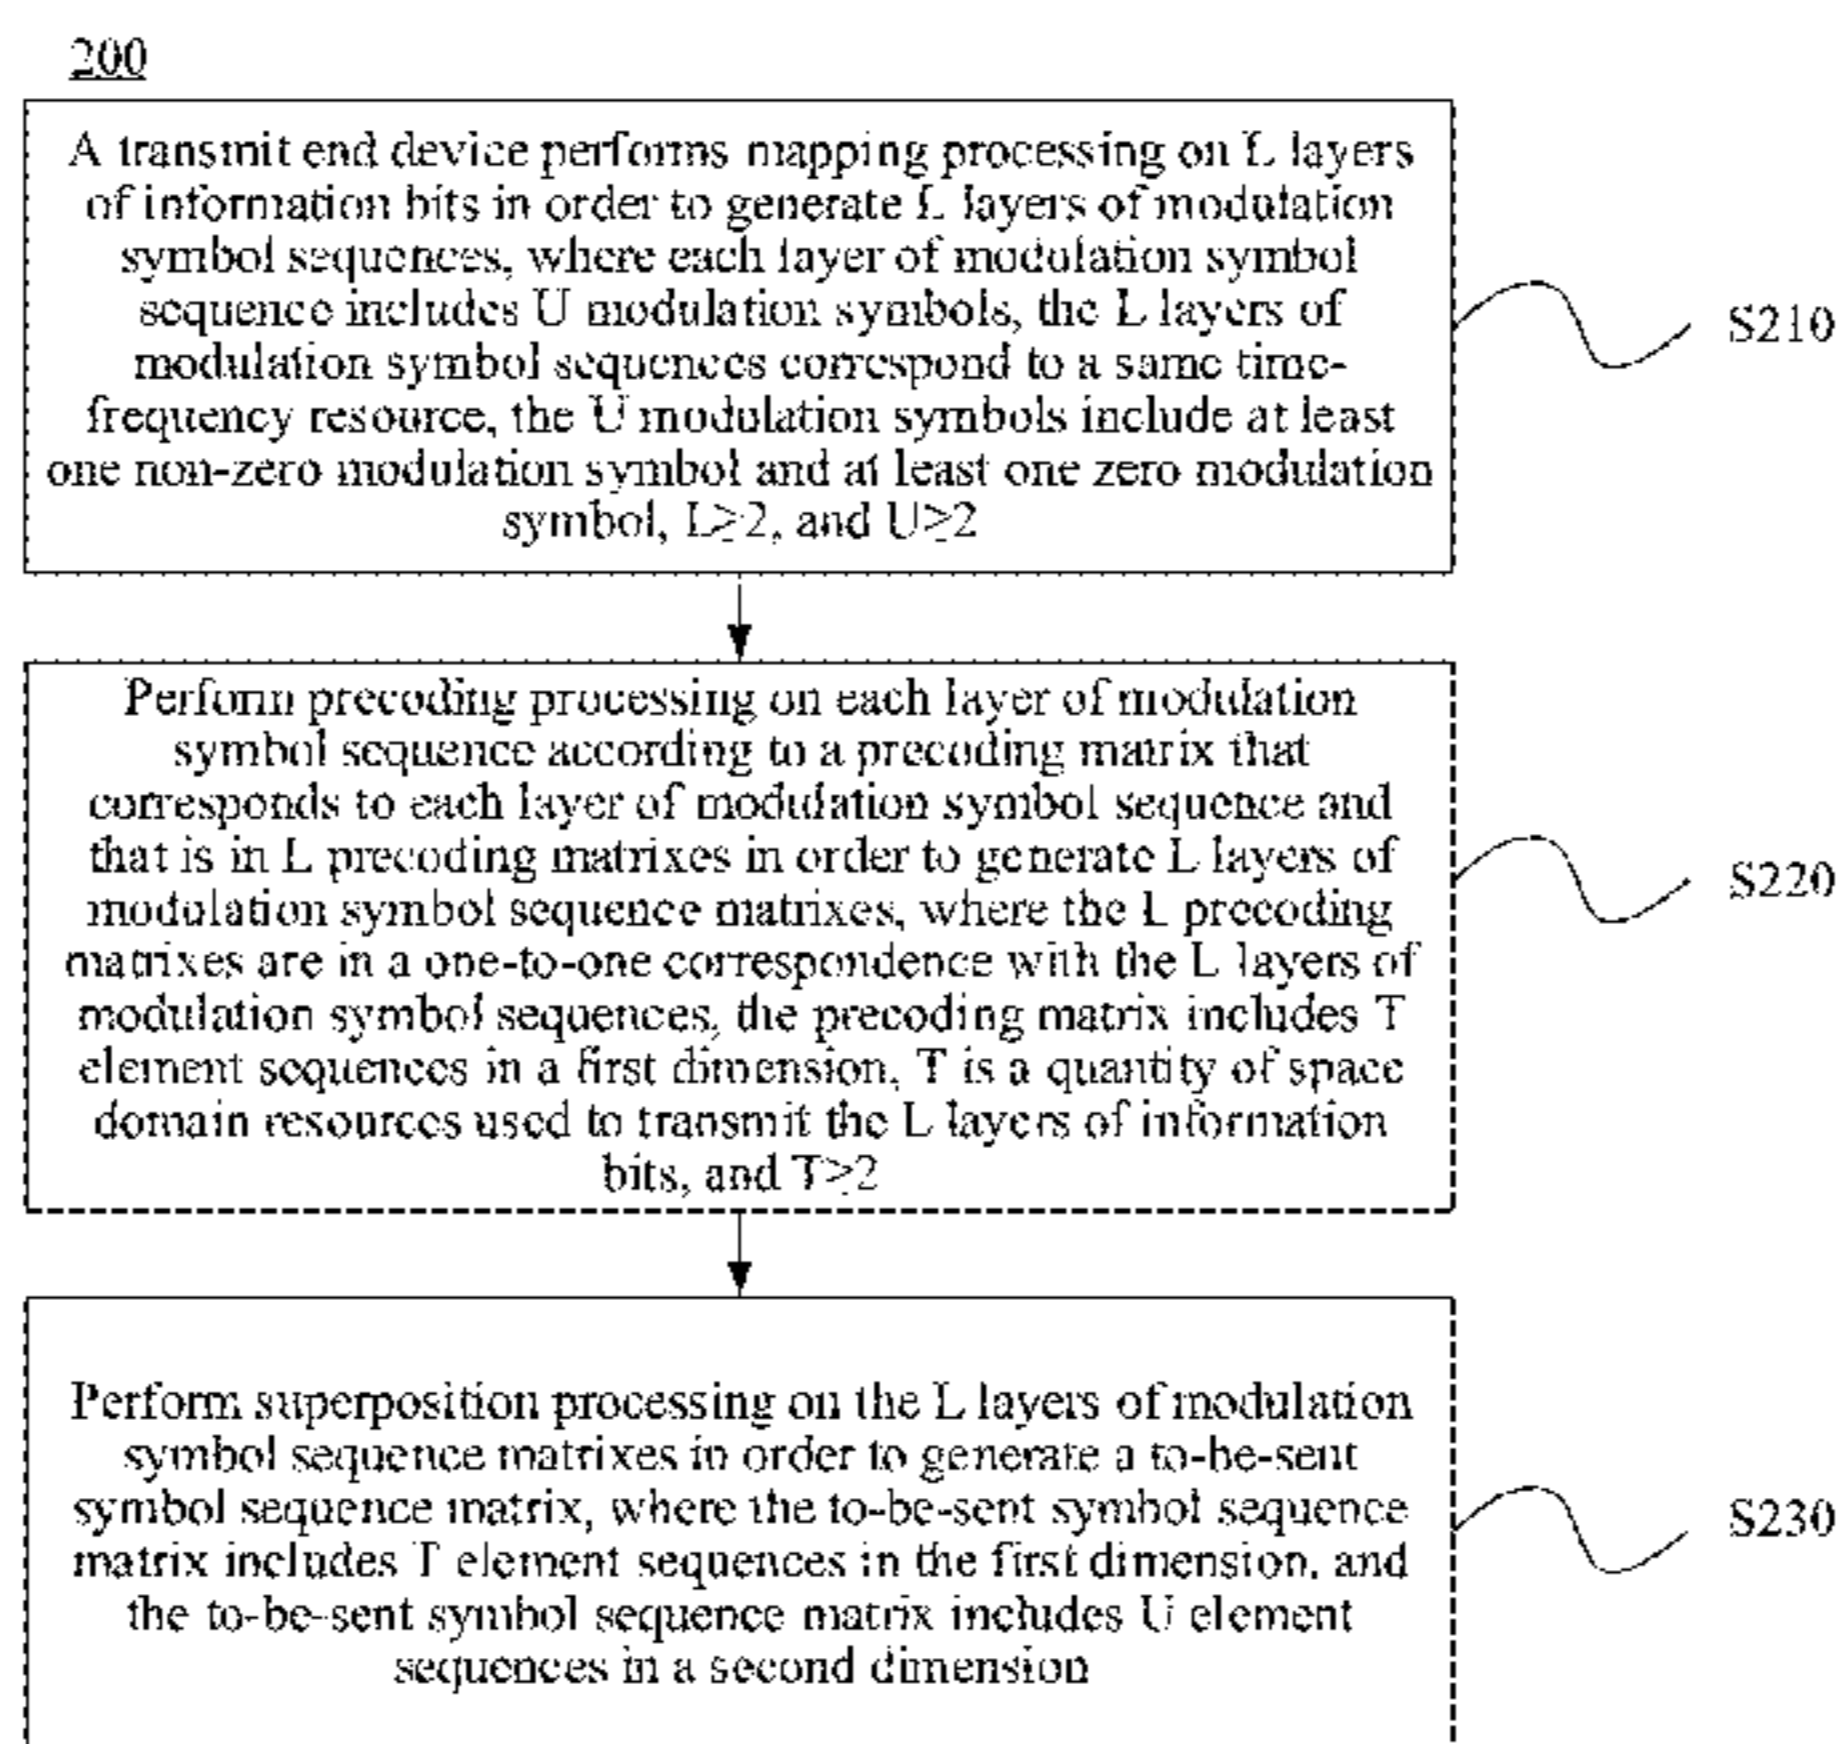 200
A transmit end device performs mapping processing on L layers
of information bits in order to generate L layers of modulation
symbol sequences, where each layer of modulation symbol
sequence includes U modulation symbols, the L layers of
modulation symbol sequences correspond to a same time-
frequency resource, the U modulation symbols include at least
one non-zero modulation symbol and at least one zero modulation
symbol, L≥2, and U≥2
S210
Perform precoding processing on each layer of modulation
symbol sequence according to a precoding matrix that
corresponds to each layer of modulation symbol sequence and
that is in L precoding matrixes in order to generate L layers of
modulation symbol sequence matrixes, where the L precoding
matrixes are in a one-to-one correspondence with the L layers of
modulation symbol sequences, the precoding matrix includes T
element sequences in a first dimension, T is a quantity of space
domain resources used to transmit the L layers of information
bits, and T≥2
S220
Perform superposition processing on the L layers of modulation
symbol sequence matrixes in order to generate a to-be-sent
symbol sequence matrix, where the to-be-sent symbol sequence
matrix includes T element sequences in the first dimension, and
the to-be-sent symbol sequence matrix includes U element
sequences in a second dimension
S230